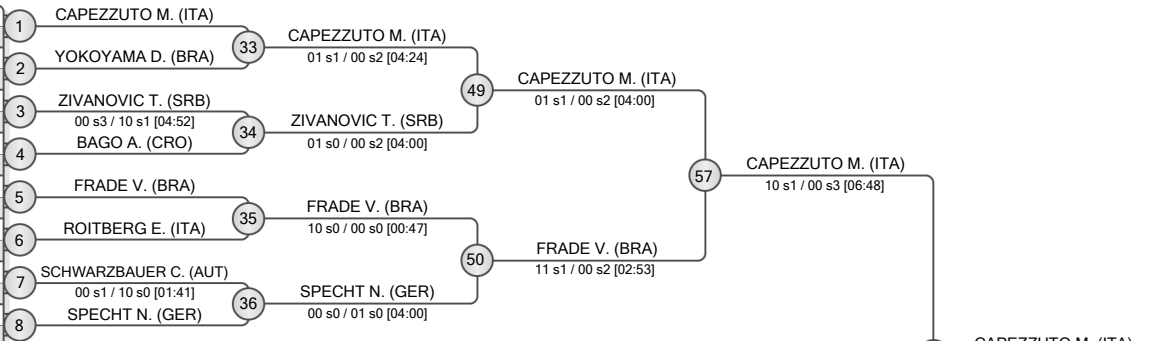 1
CAPEZZUTO M. (ITA)
2
YOKOYAMA D. (BRA)
33
CAPEZZUTO M. (ITA)
01 s1 / 00 s2 [04:24]
3
ZIVANOVIC T. (SRB)
00 s3 / 10 s1 [04:52]
4
BAGO A. (CRO)
34
ZIVANOVIC T. (SRB)
01 s0 / 00 s2 [04:00]
49
CAPEZZUTO M. (ITA)
01 s1 / 00 s2 [04:00]
5
FRADE V. (BRA)
6
ROITBERG E. (ITA)
35
FRADE V. (BRA)
10 s0 / 00 s0 [00:47]
7
SCHWARZBAUER C. (AUT)
00 s1 / 10 s0 [01:41]
8
SPECHT N. (GER)
36
SPECHT N. (GER)
00 s0 / 01 s0 [04:00]
50
FRADE V. (BRA)
11 s1 / 00 s2 [02:53]
57
CAPEZZUTO M. (ITA)
10 s1 / 00 s3 [06:48]
CAPEZZUTO M. (ITA)